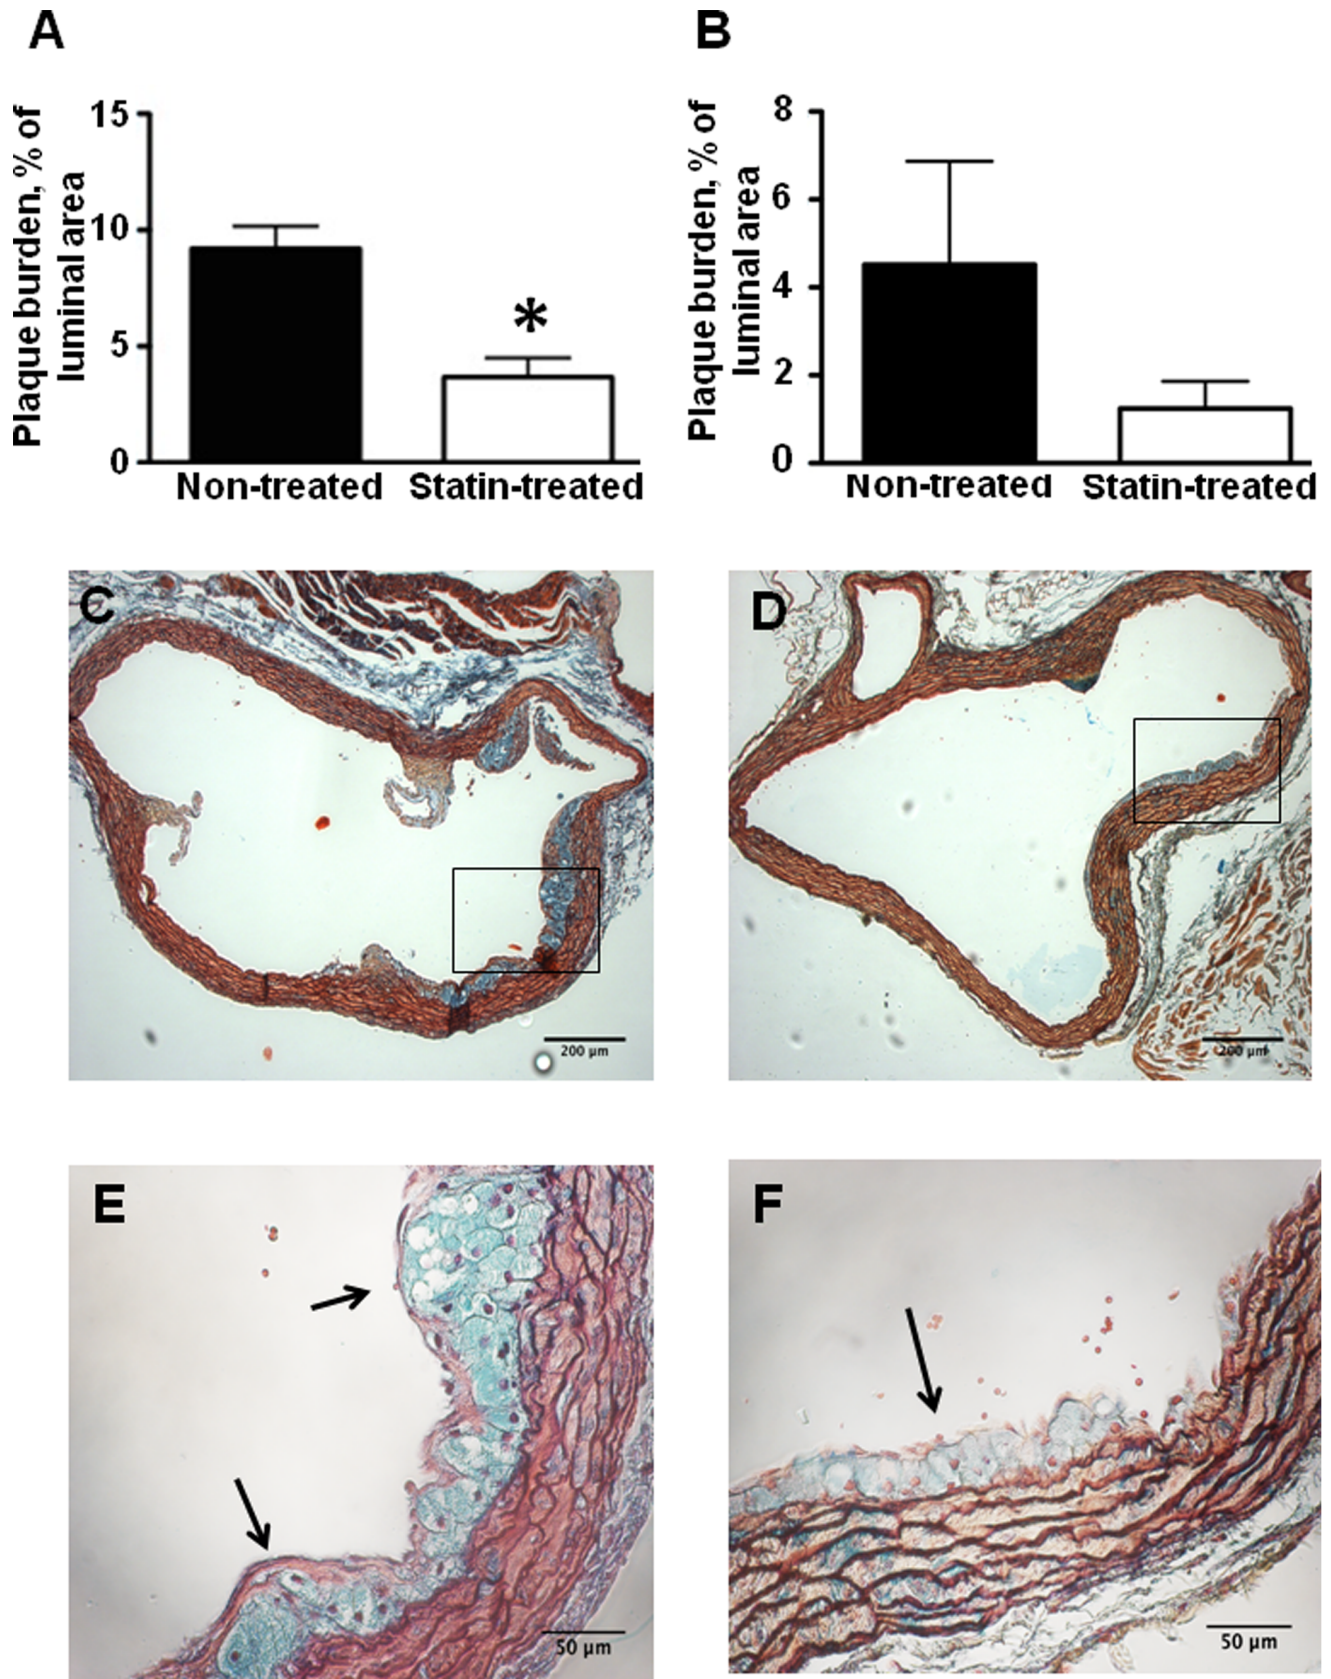 A
Plaque burden, % of
luminal area
15
10
5
0
*
Non-treated
Statin-treated
B
Plaque burden, % of
luminal area
8
6
4
2
0
Non-treated
Statin-treated
C
200 µm
D
200 µm
E
50 µm
F
50 µm